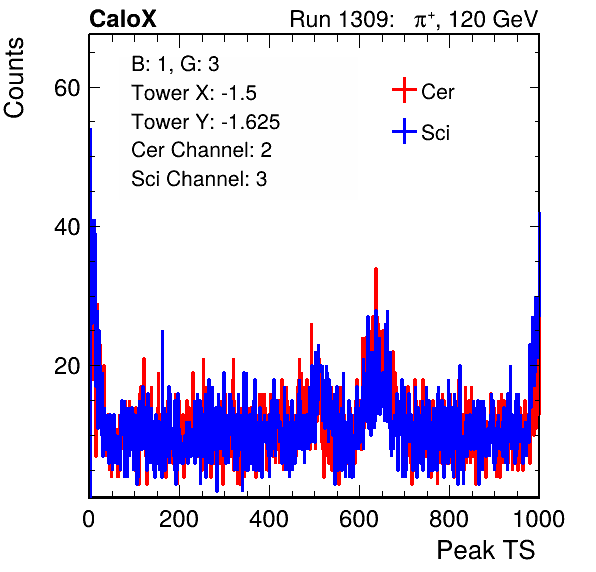 CaloX Run 1309: π⁺, 120 GeV
B: 1, G: 3
Tower X: -1.5
Tower Y: -1.625
Cer Channel: 2
Sci Channel: 3
Cer
Sci
Counts
60
40
20
0 200 400 600 800 1000
Peak TS